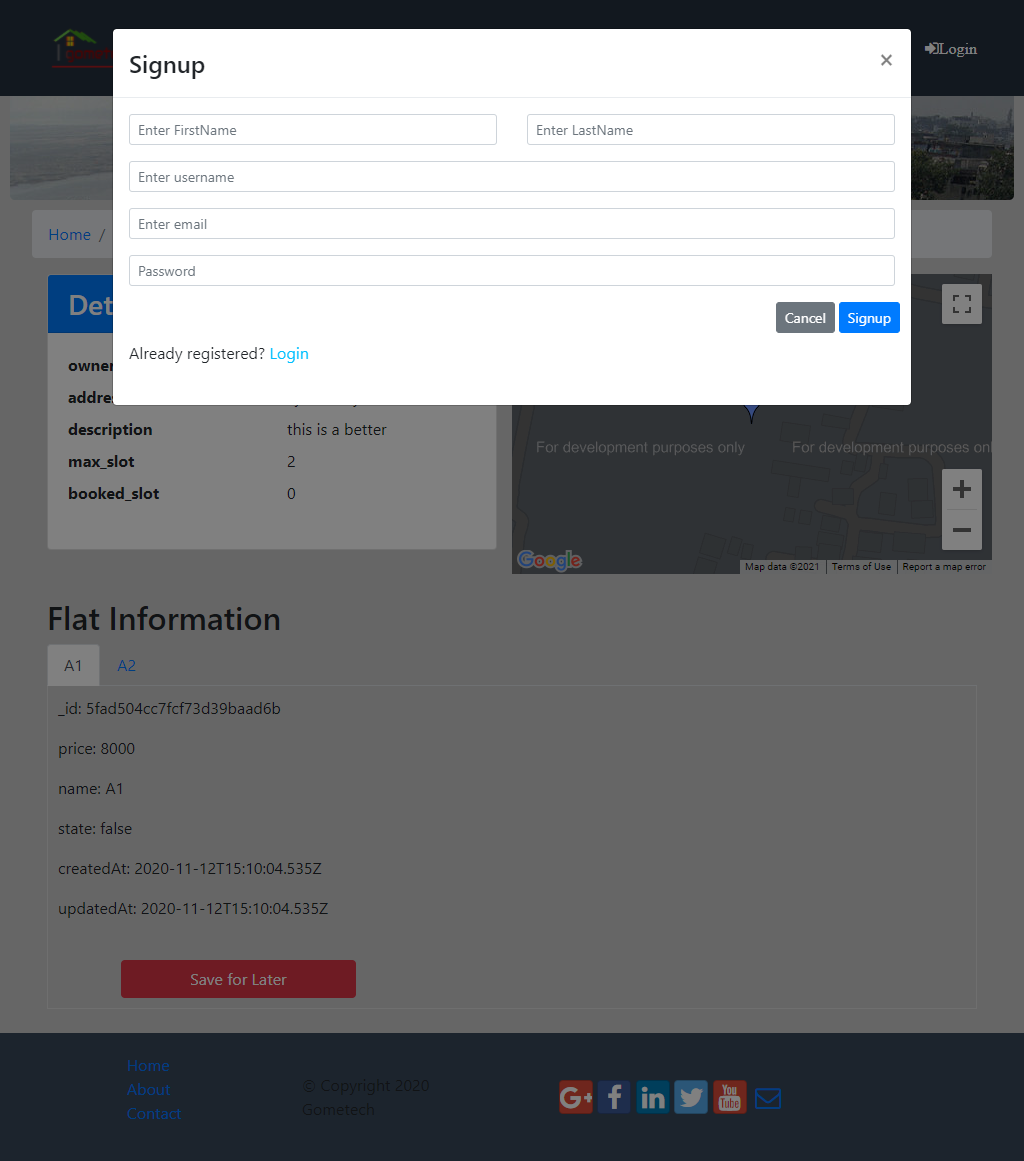 Signup
×
Login
Enter FirstName
Enter LastName
Enter username
Enter email
Password
Cancel
Signup
Already registered? Login
Home /
Det
owner
addre
description this is a better
max_slot 2
booked_slot 0
For development purposes only
For development purposes onl
Google
Map data ©2021
Terms of Use
Report a map error
Flat Information
A1
A2
_id: 5fad504cc7fcf73d39baad6b
price: 8000
name: A1
state: false
createdAt: 2020-11-12T15:10:04.535Z
updatedAt: 2020-11-12T15:10:04.535Z
Save for Later
Home
About
Contact
© Copyright 2020
Gometech
G+
f
in
You
Tube